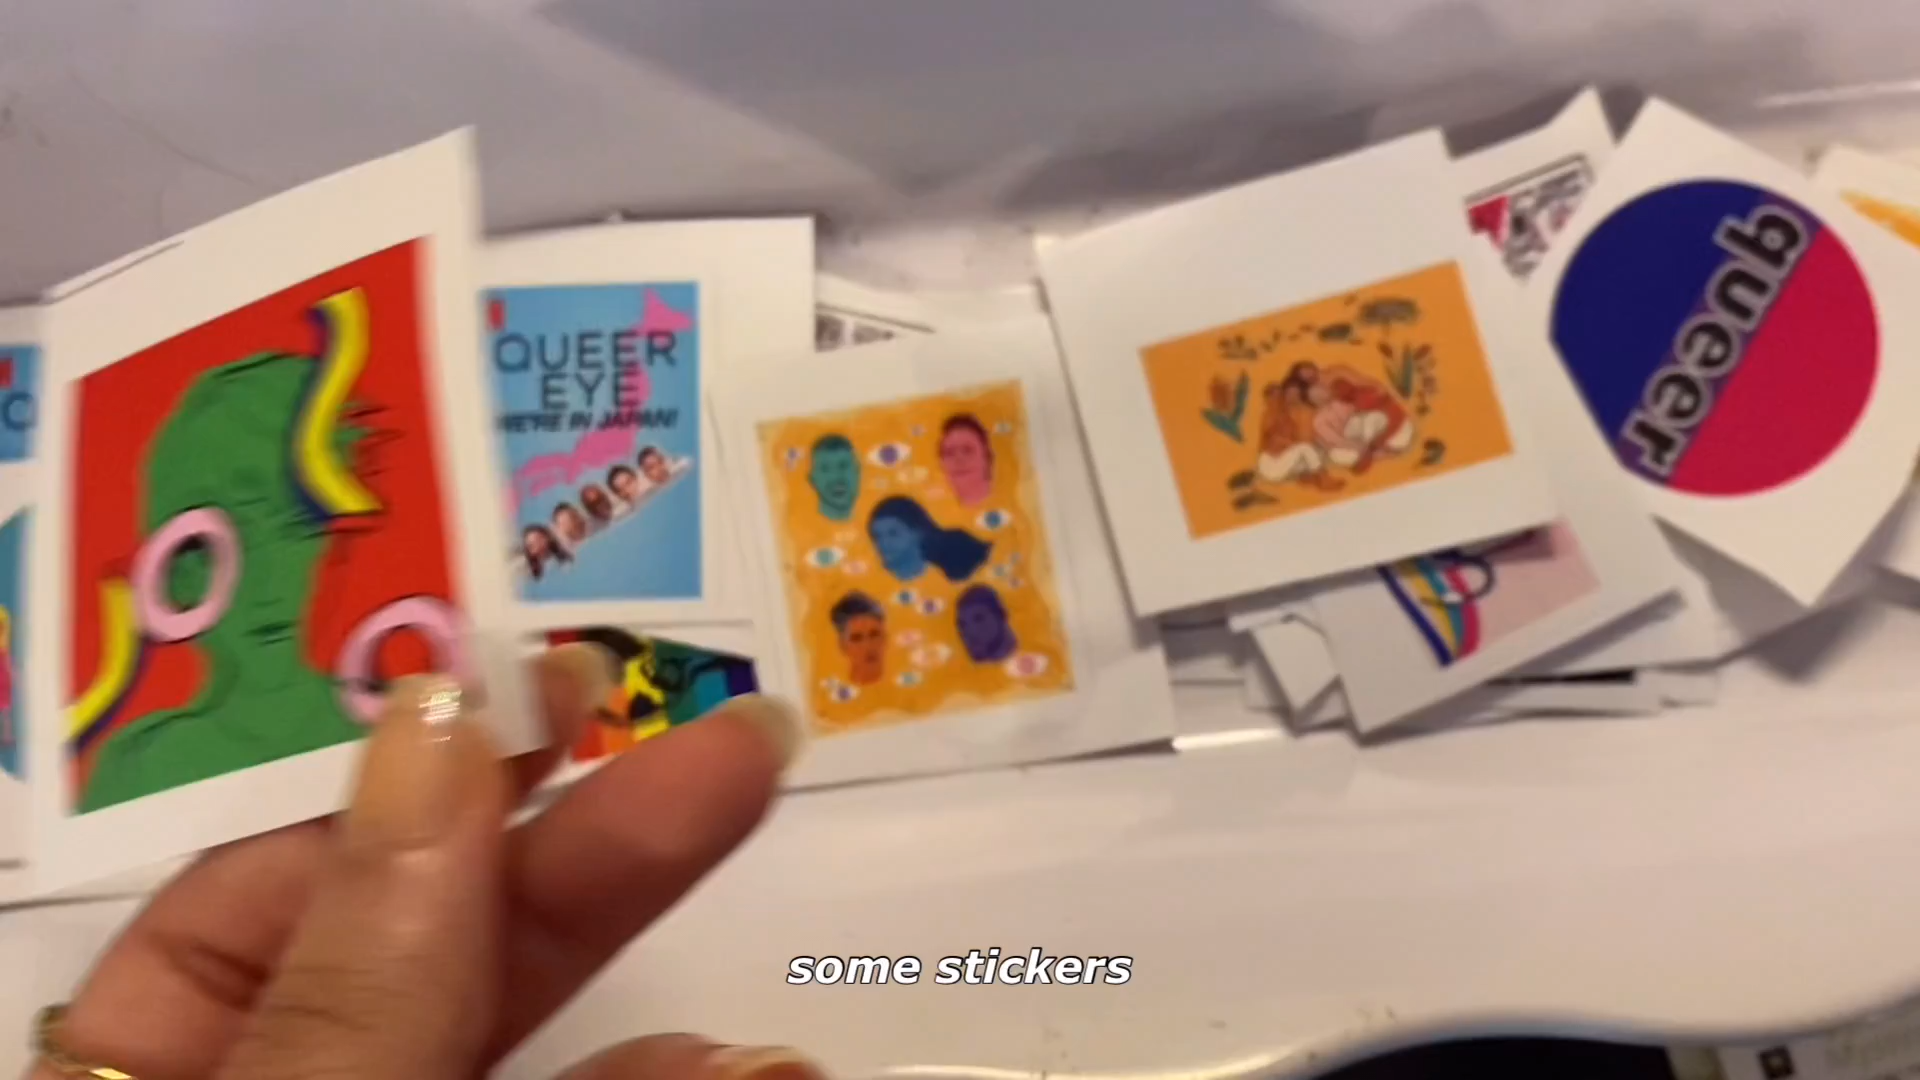 QUEER
EYE
WE'RE IN JAPAN!
queer
some stickers